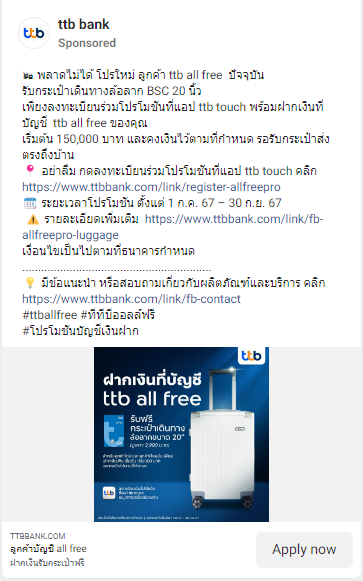 ttb bank
Sponsored
พลาดไม่ได้ โปรใหม่ ลูกค้า ttb all free ปัจจุบัน
รับกระเป๋าเดินทางล้อลาก BSC 20 นิ้ว
เพียงลงทะเบียนร่วมโปรโมชันที่แอป ttb touch พร้อมฝากเงินที่
บัญชี ttb all free ของคุณ
เริ่มต้น 150,000 บาท และคงเงินไว้ตามที่กำหนด รอรับกระเป๋าส่ง
ตรงถึงบ้าน
📍 อย่าลืม กดลงทะเบียนร่วมโปรโมชันที่แอป ttb touch คลิก
https://www.ttbbank.com/link/register-allfreepro
🗓️ ระยะเวลาโปรโมชัน ตั้งแต่ 1 ก.ค. 67 – 30 ก.ย. 67
⚠️ รายละเอียดเพิ่มเติม https://www.ttbbank.com/link/fb-
allfreepro-luggage
เงื่อนไขเป็นไปตามที่ธนาคารกำหนด
........................................................
💡 มีข้อแนะนำ หรือสอบถามเกี่ยวกับผลิตภัณฑ์และบริการ คลิก
https://www.ttbbank.com/link/fb-contact
#ttballfree #ทีทีบีออลล์ฟรี
#โปรโมชันบัญชีเงินฝาก
ttb
ฝากเงินที่บัญชี
ttb all free
รับฟรี
กระเป๋าเดินทาง
ล้อลากขนาด 20"
มูลค่า 3,990 บาท
TTBBANK.COM
ลูกค้าบัญชี all free
ฝากเงินรับกระเป๋าฟรี
Apply now